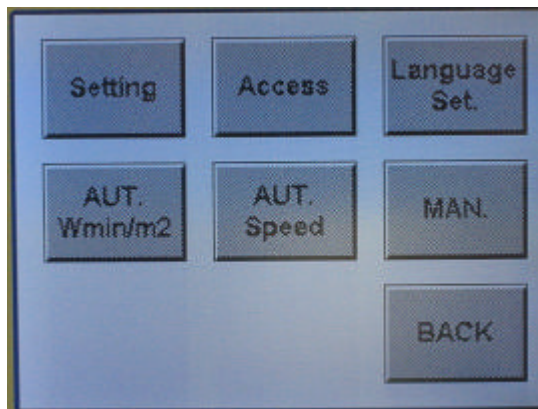 Setting
Access
Language
Set.
AUT.
Wmin/m2
AUT.
Speed
MAN.
BACK